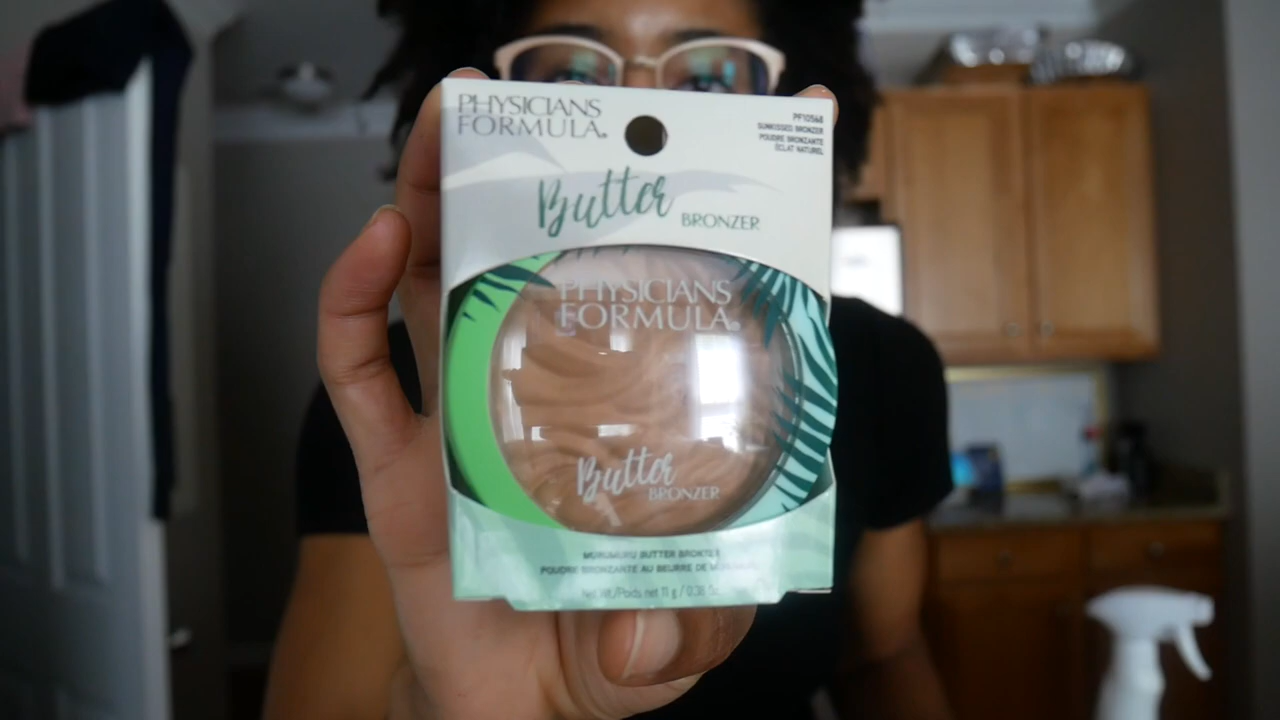 PHYSICIANS
FORMULA®
PF10568
SUNKISSED BRONZER
POUDRE BRONZANTE
ÉCLAT NATUREL
Butter BRONZER
PHYSICIANS
FORMULA®
Butter
BRONZER
MURUMURU BUTTER BRONZER
POUDRE BRONZANTE AU BEURRE DE MURUMURU
Net Wt./Poids net 11 g / 0.38 Oz.